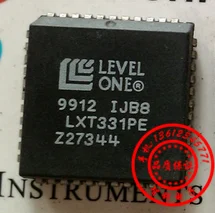 LEVEL
ONE®
9912 IJB8
LXT331PE
Z27344
INSTRUMENTS